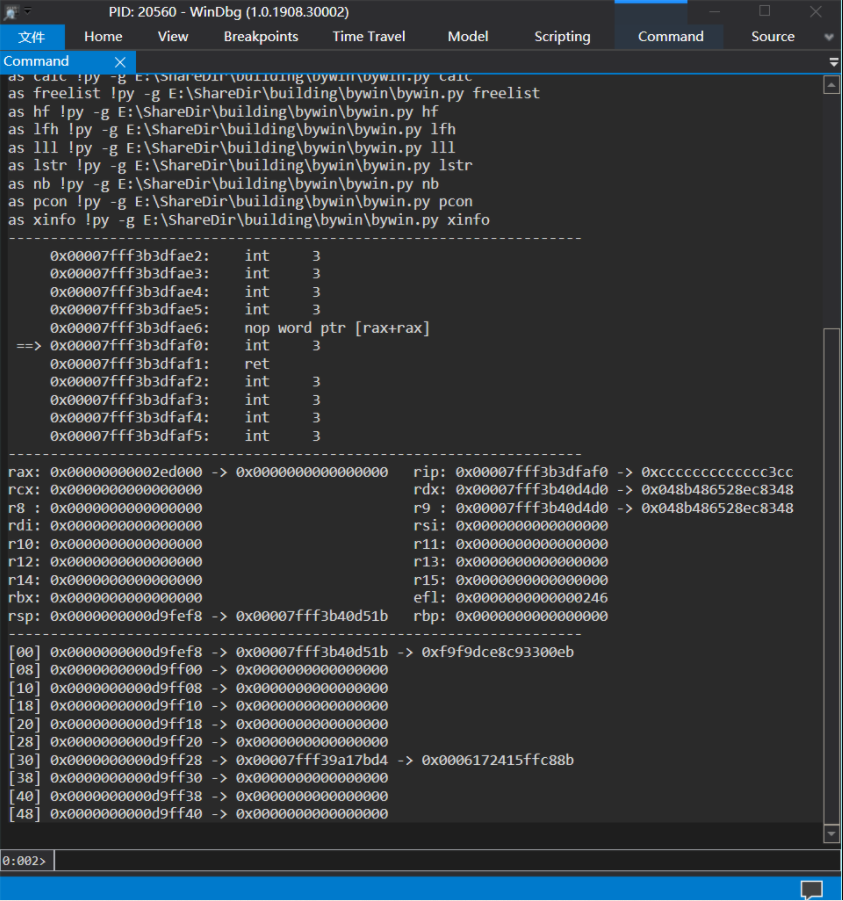 PID: 20560 - WinDbg (1.0.1908.30002)
文件 Home View Breakpoints Time Travel Model Scripting Command Source
Command
as calc !py -g E:\ShareDir\building\bywin\bywin.py calc
as freelist !py -g E:\ShareDir\building\bywin\bywin.py freelist
as hf !py -g E:\ShareDir\building\bywin\bywin.py hf
as lfh !py -g E:\ShareDir\building\bywin\bywin.py lfh
as lll !py -g E:\ShareDir\building\bywin\bywin.py lll
as lstr !py -g E:\ShareDir\building\bywin\bywin.py lstr
as nb !py -g E:\ShareDir\building\bywin\bywin.py nb
as pcon !py -g E:\ShareDir\building\bywin\bywin.py pcon
as xinfo !py -g E:\ShareDir\building\bywin\bywin.py xinfo
--------------------------------------------------------------------
0x00007fff3b3dfae2: int 3
0x00007fff3b3dfae3: int 3
0x00007fff3b3dfae4: int 3
0x00007fff3b3dfae5: int 3
0x00007fff3b3dfae6: nop word ptr [rax+rax]
==> 0x00007fff3b3dfaf0: int 3
0x00007fff3b3dfaf1: ret
0x00007fff3b3dfaf2: int 3
0x00007fff3b3dfaf3: int 3
0x00007fff3b3dfaf4: int 3
0x00007fff3b3dfaf5: int 3
--------------------------------------------------------------------
rax: 0x00000000002ed000 -> 0x0000000000000000 rip: 0x00007fff3b3dfaf0 -> 0xccccccccccccc3cc
rcx: 0x0000000000000000 rdx: 0x00007fff3b40d4d0 -> 0x048b486528ec8348
r8 : 0x0000000000000000 r9 : 0x00007fff3b40d4d0 -> 0x048b486528ec8348
rdi: 0x0000000000000000 rsi: 0x0000000000000000
r10: 0x0000000000000000 r11: 0x0000000000000000
r12: 0x0000000000000000 r13: 0x0000000000000000
r14: 0x0000000000000000 r15: 0x0000000000000000
rbx: 0x0000000000000000 efl: 0x0000000000000246
rsp: 0x0000000000d9fef8 -> 0x00007fff3b40d51b rbp: 0x0000000000000000
--------------------------------------------------------------------
[00] 0x0000000000d9fef8 -> 0x00007fff3b40d51b -> 0xf9f9dce8c93300eb
[08] 0x0000000000d9ff00 -> 0x0000000000000000
[10] 0x0000000000d9ff08 -> 0x0000000000000000
[18] 0x0000000000d9ff10 -> 0x0000000000000000
[20] 0x0000000000d9ff18 -> 0x0000000000000000
[28] 0x0000000000d9ff20 -> 0x0000000000000000
[30] 0x0000000000d9ff28 -> 0x00007fff39a17bd4 -> 0x0006172415ffc88b
[38] 0x0000000000d9ff30 -> 0x0000000000000000
[40] 0x0000000000d9ff38 -> 0x0000000000000000
[48] 0x0000000000d9ff40 -> 0x0000000000000000
0:002>